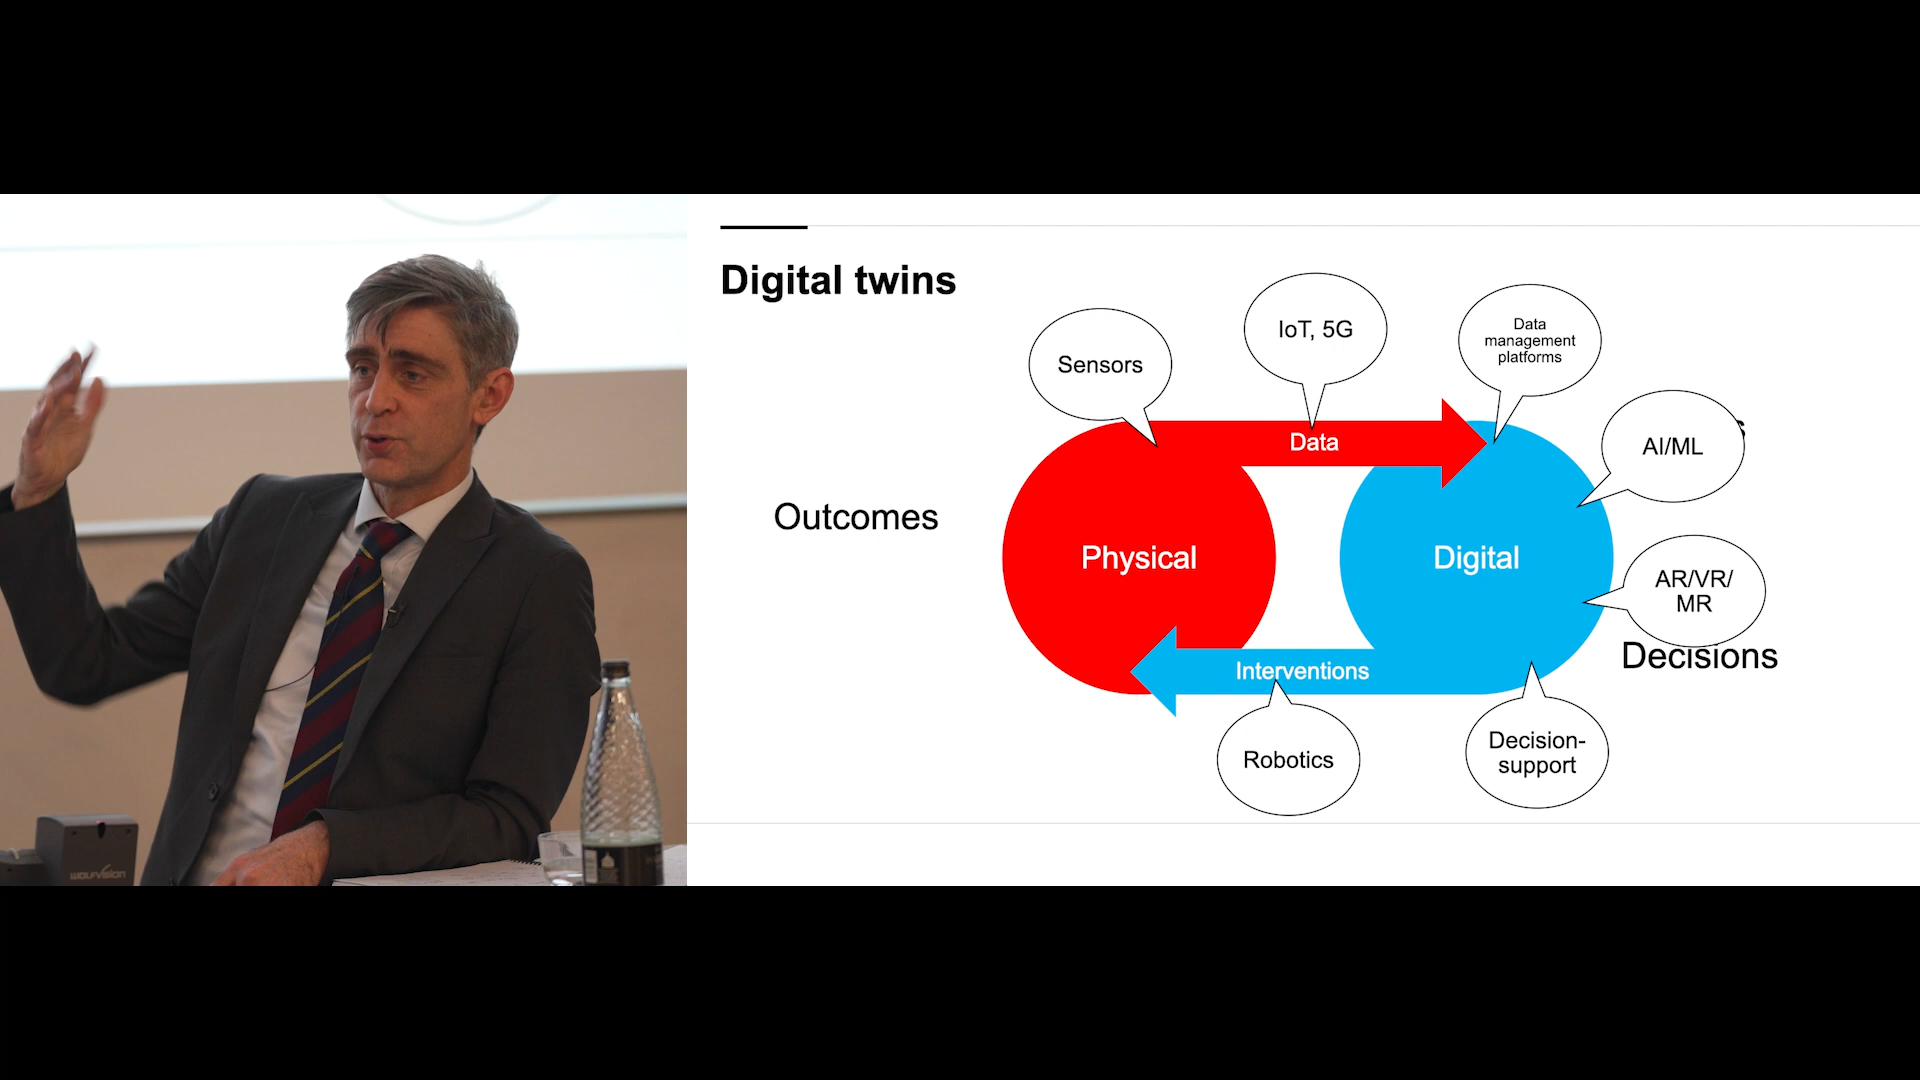 Digital twins
Sensors
IoT, 5G
Data
management
platforms
AI/ML
s
Data
Outcomes
Physical
Digital
AR/VR/
MR
Decisions
Interventions
Robotics
Decision-
support
WOLFVISION